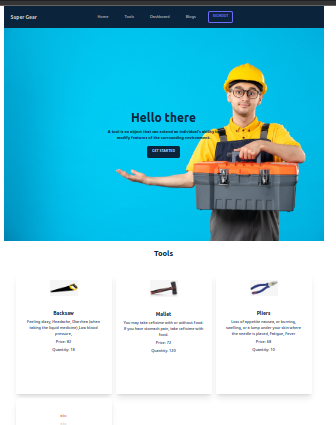 Super Gear
Home Tools Dashboard Blogs SIGNOUT
Hello there
A tool is an object that can extend an individual's ability to
modify features of the surrounding environment.
GET STARTED
Tools
Backsaw
Feeling dizzy, Headache, Diarrhea (when
taking the liquid medicine),Low blood
pressure,
Price: 82
Quantity: 16
Mallet
You may take cefixime with or without food.
If you have stomach pain, take cefixime with
food.
Price: 72
Quantity: 133
Pliers
Loss of appetite nausea, or burning,
swelling, or a lump under your skin where
the needle is placed, Fatigue, Fever
Price: 68
Quantity: 13